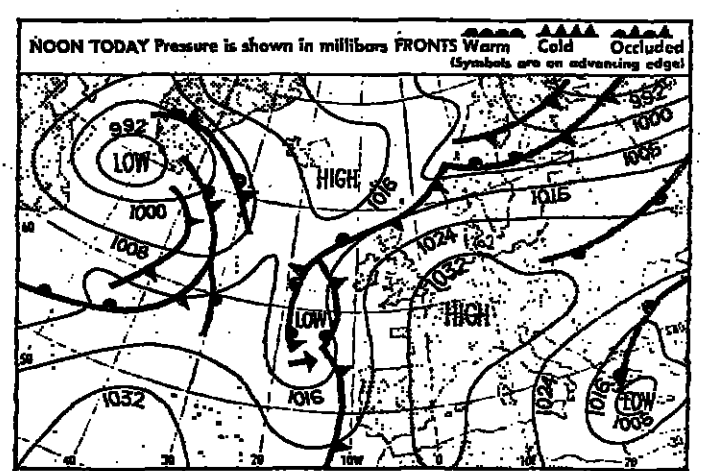 NOON TODAY Pressure is shown in millibars FRONTS Warm Cold Occluded
(Symbols are on advancing edge)
992
LOW
1000
1008
HIGH
1016
992
1000
1016
1024
1032
HIGH
LOW
1016
1032
1024
1016
LOW
1008
60
50
40
30
20
10W
0